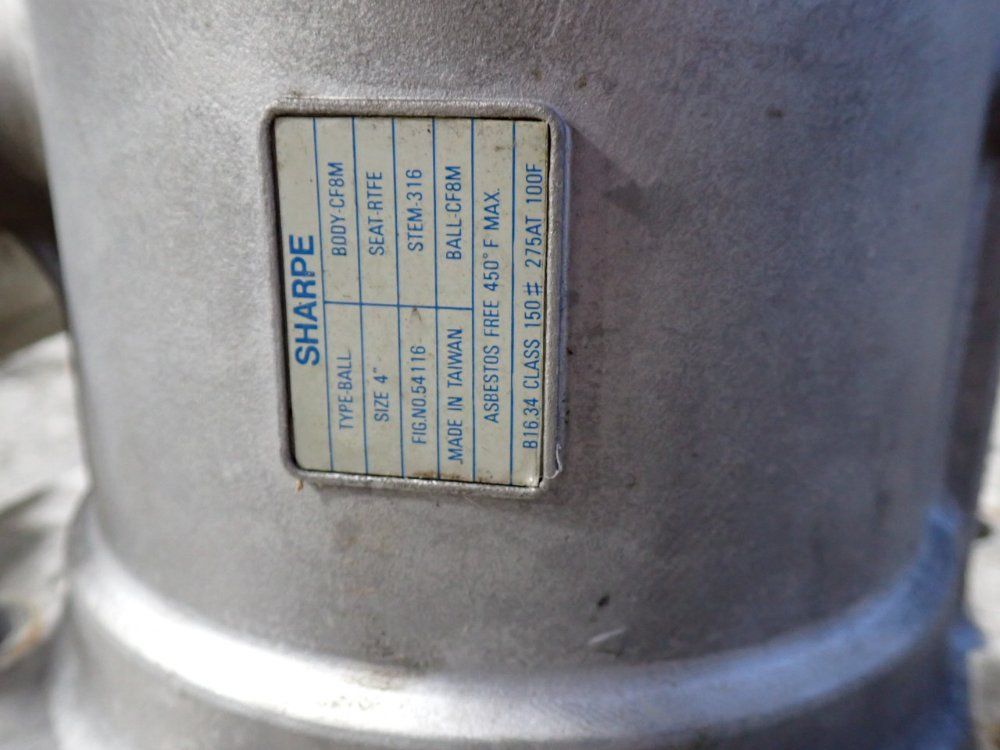 SHARPE
TYPE-BALL BODY-CF8M
SIZE 4" SEAT-RTFE
FIG.NO.54116 STEM-316
MADE IN TAIWAN BALL-CF8M
ASBESTOS FREE 450° F MAX.
B16.34 CLASS 150# 275AT 100F